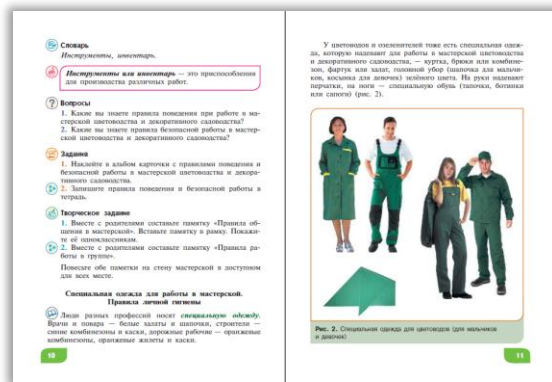 Словарь
Инструменты, инвентарь.
Инструменты или инвентарь — это приспособления
для производства различных работ.
Вопросы
1. Какие вы знаете правила поведения при работе в ма-
стерской цветоводства и декоративного садоводства?
2. Какие вы знаете правила безопасной работы в мастер-
ской цветоводства и декоративного садоводства?
Задания
1. Наклейте в альбом карточки с правилами поведения и
безопасной работы в мастерской цветоводства и декора-
тивного садоводства.
2. Запишите правила поведения и безопасной работы в
тетрадь.
Творческое задание
1. Вместе с родителями составьте памятку «Правила об-
щения в мастерской». Вставьте памятку в рамку. Покажи-
те её одноклассникам.
2. Вместе с родителями составьте памятку «Правила ра-
боты в группе».
Повесьте обе памятки на стену мастерской в доступном
для всех месте.
Специальная одежда для работы в мастерской.
Правила личной гигиены
Люди разных профессий носят специальную одежду.
Врачи и повара — белые халаты и шапочки, строители —
синие комбинезоны и каски, дорожные рабочие — оранжевые
комбинезоны, оранжевые жилеты и каски.
10
У цветоводов и озеленителей тоже есть специальная одеж-
да, которую надевают для работы в мастерской цветоводства
и декоративного садоводства, — куртка, брюки или комбине-
зон, фартук или халат, головной убор (шапочка для мальчи-
ков, косынка для девочек) зелёного цвета. На руки надевают
перчатки, на ноги — специальную обувь (тапочки, ботинки
или сапоги) (рис. 2).
Рис. 2. Специальная одежда для цветоводов (для мальчиков
и девочек)
11